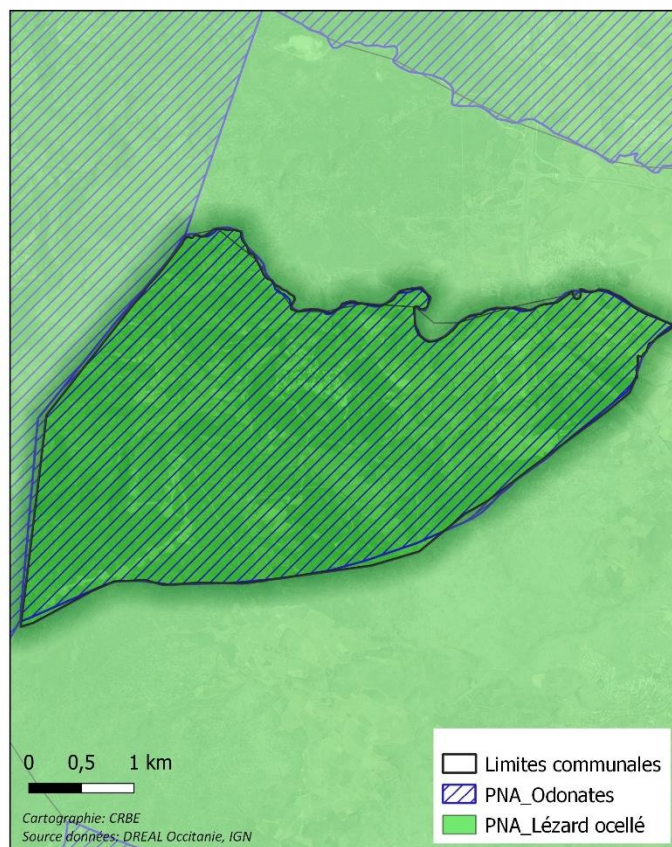 0 0,5 1 km
Cartographie: CRBE
Source données: DREAL Occitanie, IGN
Limites communales
PNA_Odonates
PNA_Lézard ocellé